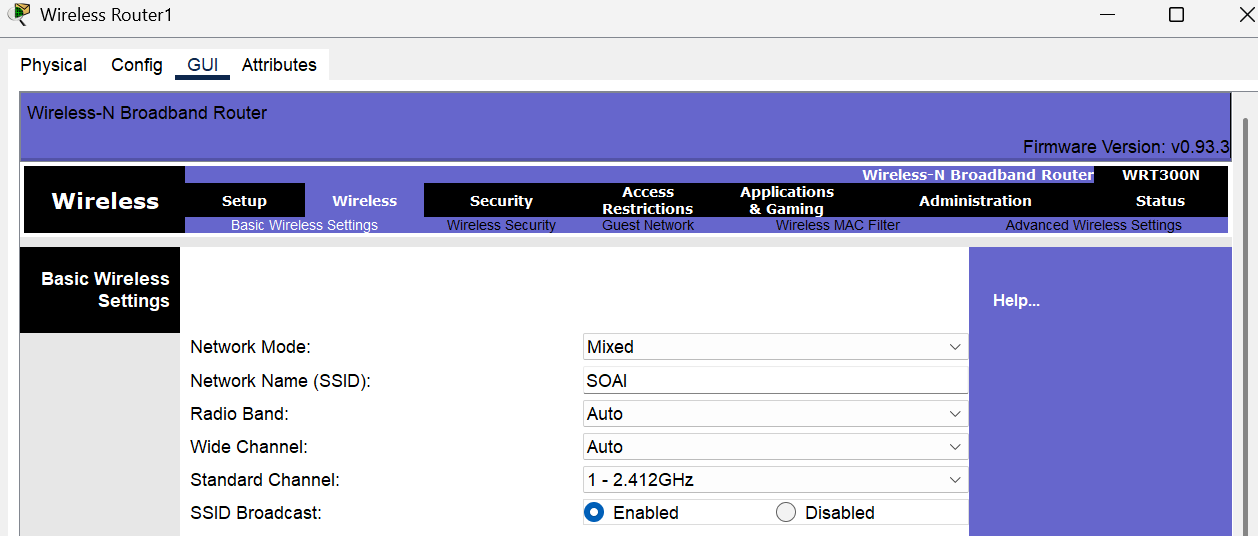 Wireless Router1
Physical Config GUI Attributes
Wireless-N Broadband Router
Firmware Version: v0.93.3
Wireless-N Broadband Router WRT300N
Wireless
Setup Wireless Security Access Restrictions Applications & Gaming Administration Status
Basic Wireless Settings Wireless Security Guest Network Wireless MAC Filter Advanced Wireless Settings
Basic Wireless
Settings
Help...
Network Mode: Mixed
Network Name (SSID): SOAI
Radio Band: Auto
Wide Channel: Auto
Standard Channel: 1 - 2.412GHz
SSID Broadcast: Enabled Disabled